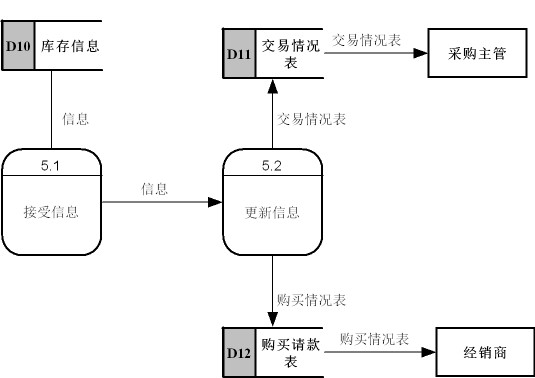 D10 库存信息
D11 交易情况
表
交易情况表
采购主管
信息
交易情况表
5.1
接受信息
信息
5.2
更新信息
购买情况表
D12 购买请款
表
购买情况表
经销商